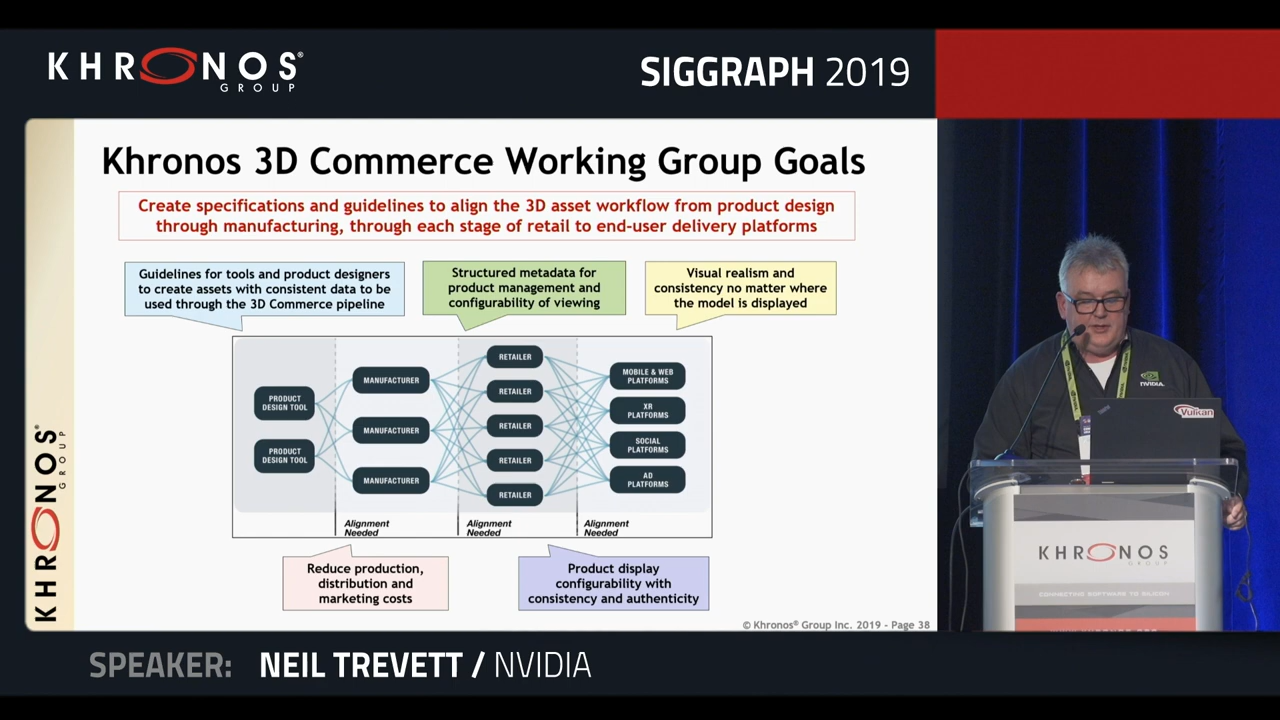 KHRONOS®
GROUP
SIGGRAPH 2019
Khronos 3D Commerce Working Group Goals
Create specifications and guidelines to align the 3D asset workflow from product design
through manufacturing, through each stage of retail to end-user delivery platforms
Guidelines for tools and product designers
to create assets with consistent data to be
used through the 3D Commerce pipeline
Structured metadata for
product management and
configurability of viewing
Visual realism and
consistency no matter where
the model is displayed
PRODUCT
DESIGN TOOL
PRODUCT
DESIGN TOOL
MANUFACTURER
MANUFACTURER
MANUFACTURER
RETAILER
RETAILER
RETAILER
RETAILER
RETAILER
MOBILE & WEB
PLATFORMS
XR
PLATFORMS
SOCIAL
PLATFORMS
AD
PLATFORMS
Alignment
Needed
Alignment
Needed
Alignment
Needed
Reduce production,
distribution and
marketing costs
Product display
configurability with
consistency and authenticity
© Khronos® Group Inc. 2019 - Page 38
KHRONOS®
GROUP
NVIDIA.
Vulkan
KHRONOS
GROUP
CONNECTING SOFTWARE TO SILICON
SPEAKER: NEIL TREVETT / NVIDIA